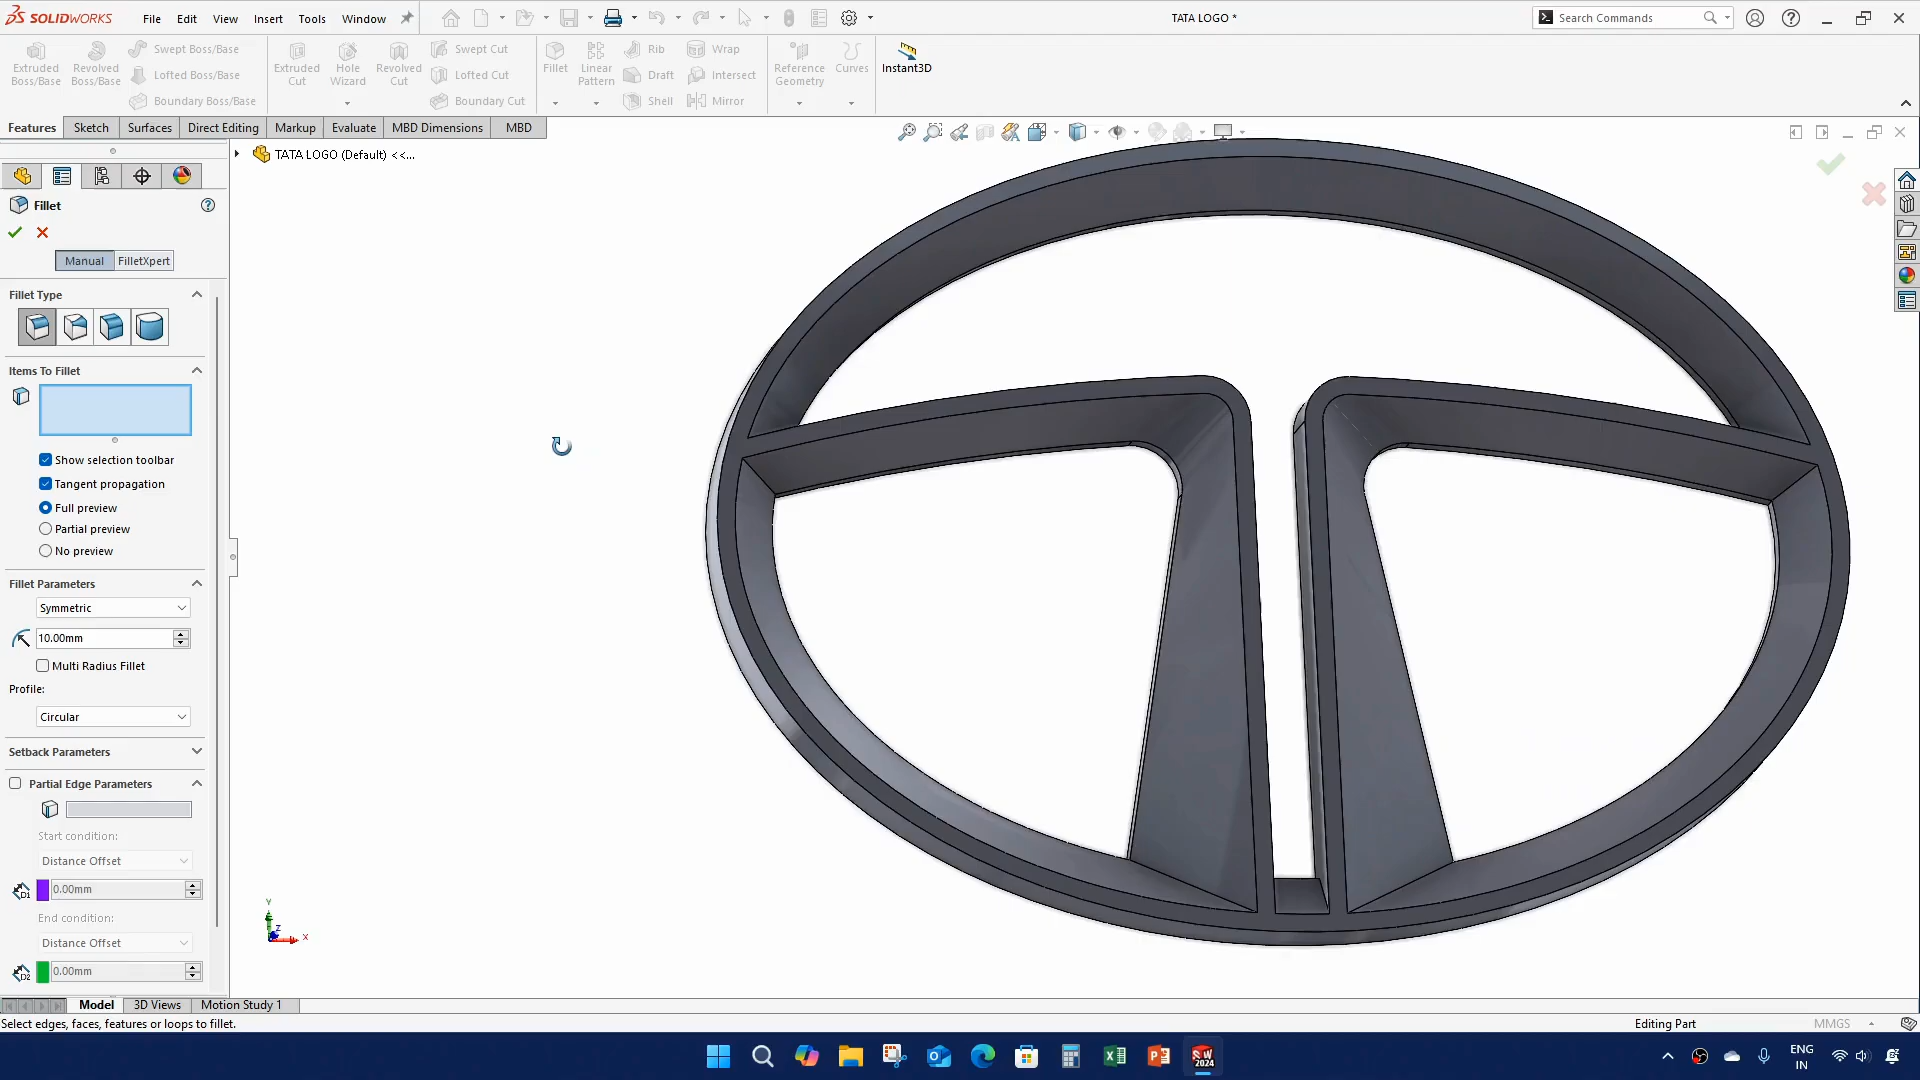 SOLIDWORKS File Edit View Insert Tools Window TATA LOGO * Search Commands
Extruded Boss/Base
Revolved Boss/Base
Swept Boss/Base
Lofted Boss/Base
Boundary Boss/Base
Extruded Cut
Hole Wizard
Revolved Cut
Swept Cut
Lofted Cut
Boundary Cut
Fillet
Linear Pattern
Rib
Draft
Shell
Wrap
Intersect
Mirror
Reference Geometry
Curves
Instant3D
Features Sketch Surfaces Direct Editing Markup Evaluate MBD Dimensions MBD
TATA LOGO (Default) <<...
Fillet
Manual FilletXpert
Fillet Type
Items To Fillet
Show selection toolbar
Tangent propagation
Full preview
Partial preview
No preview
Fillet Parameters
Symmetric
10.00mm
Multi Radius Fillet
Profile:
Circular
Setback Parameters
Partial Edge Parameters
Start condition:
Distance Offset
D1 0.00mm
End condition:
Distance Offset
D2 0.00mm
Y
Z
X
Model 3D Views Motion Study 1
Select edges, faces, features or loops to fillet. Editing Part MMGS
SW
2024
ENG
IN